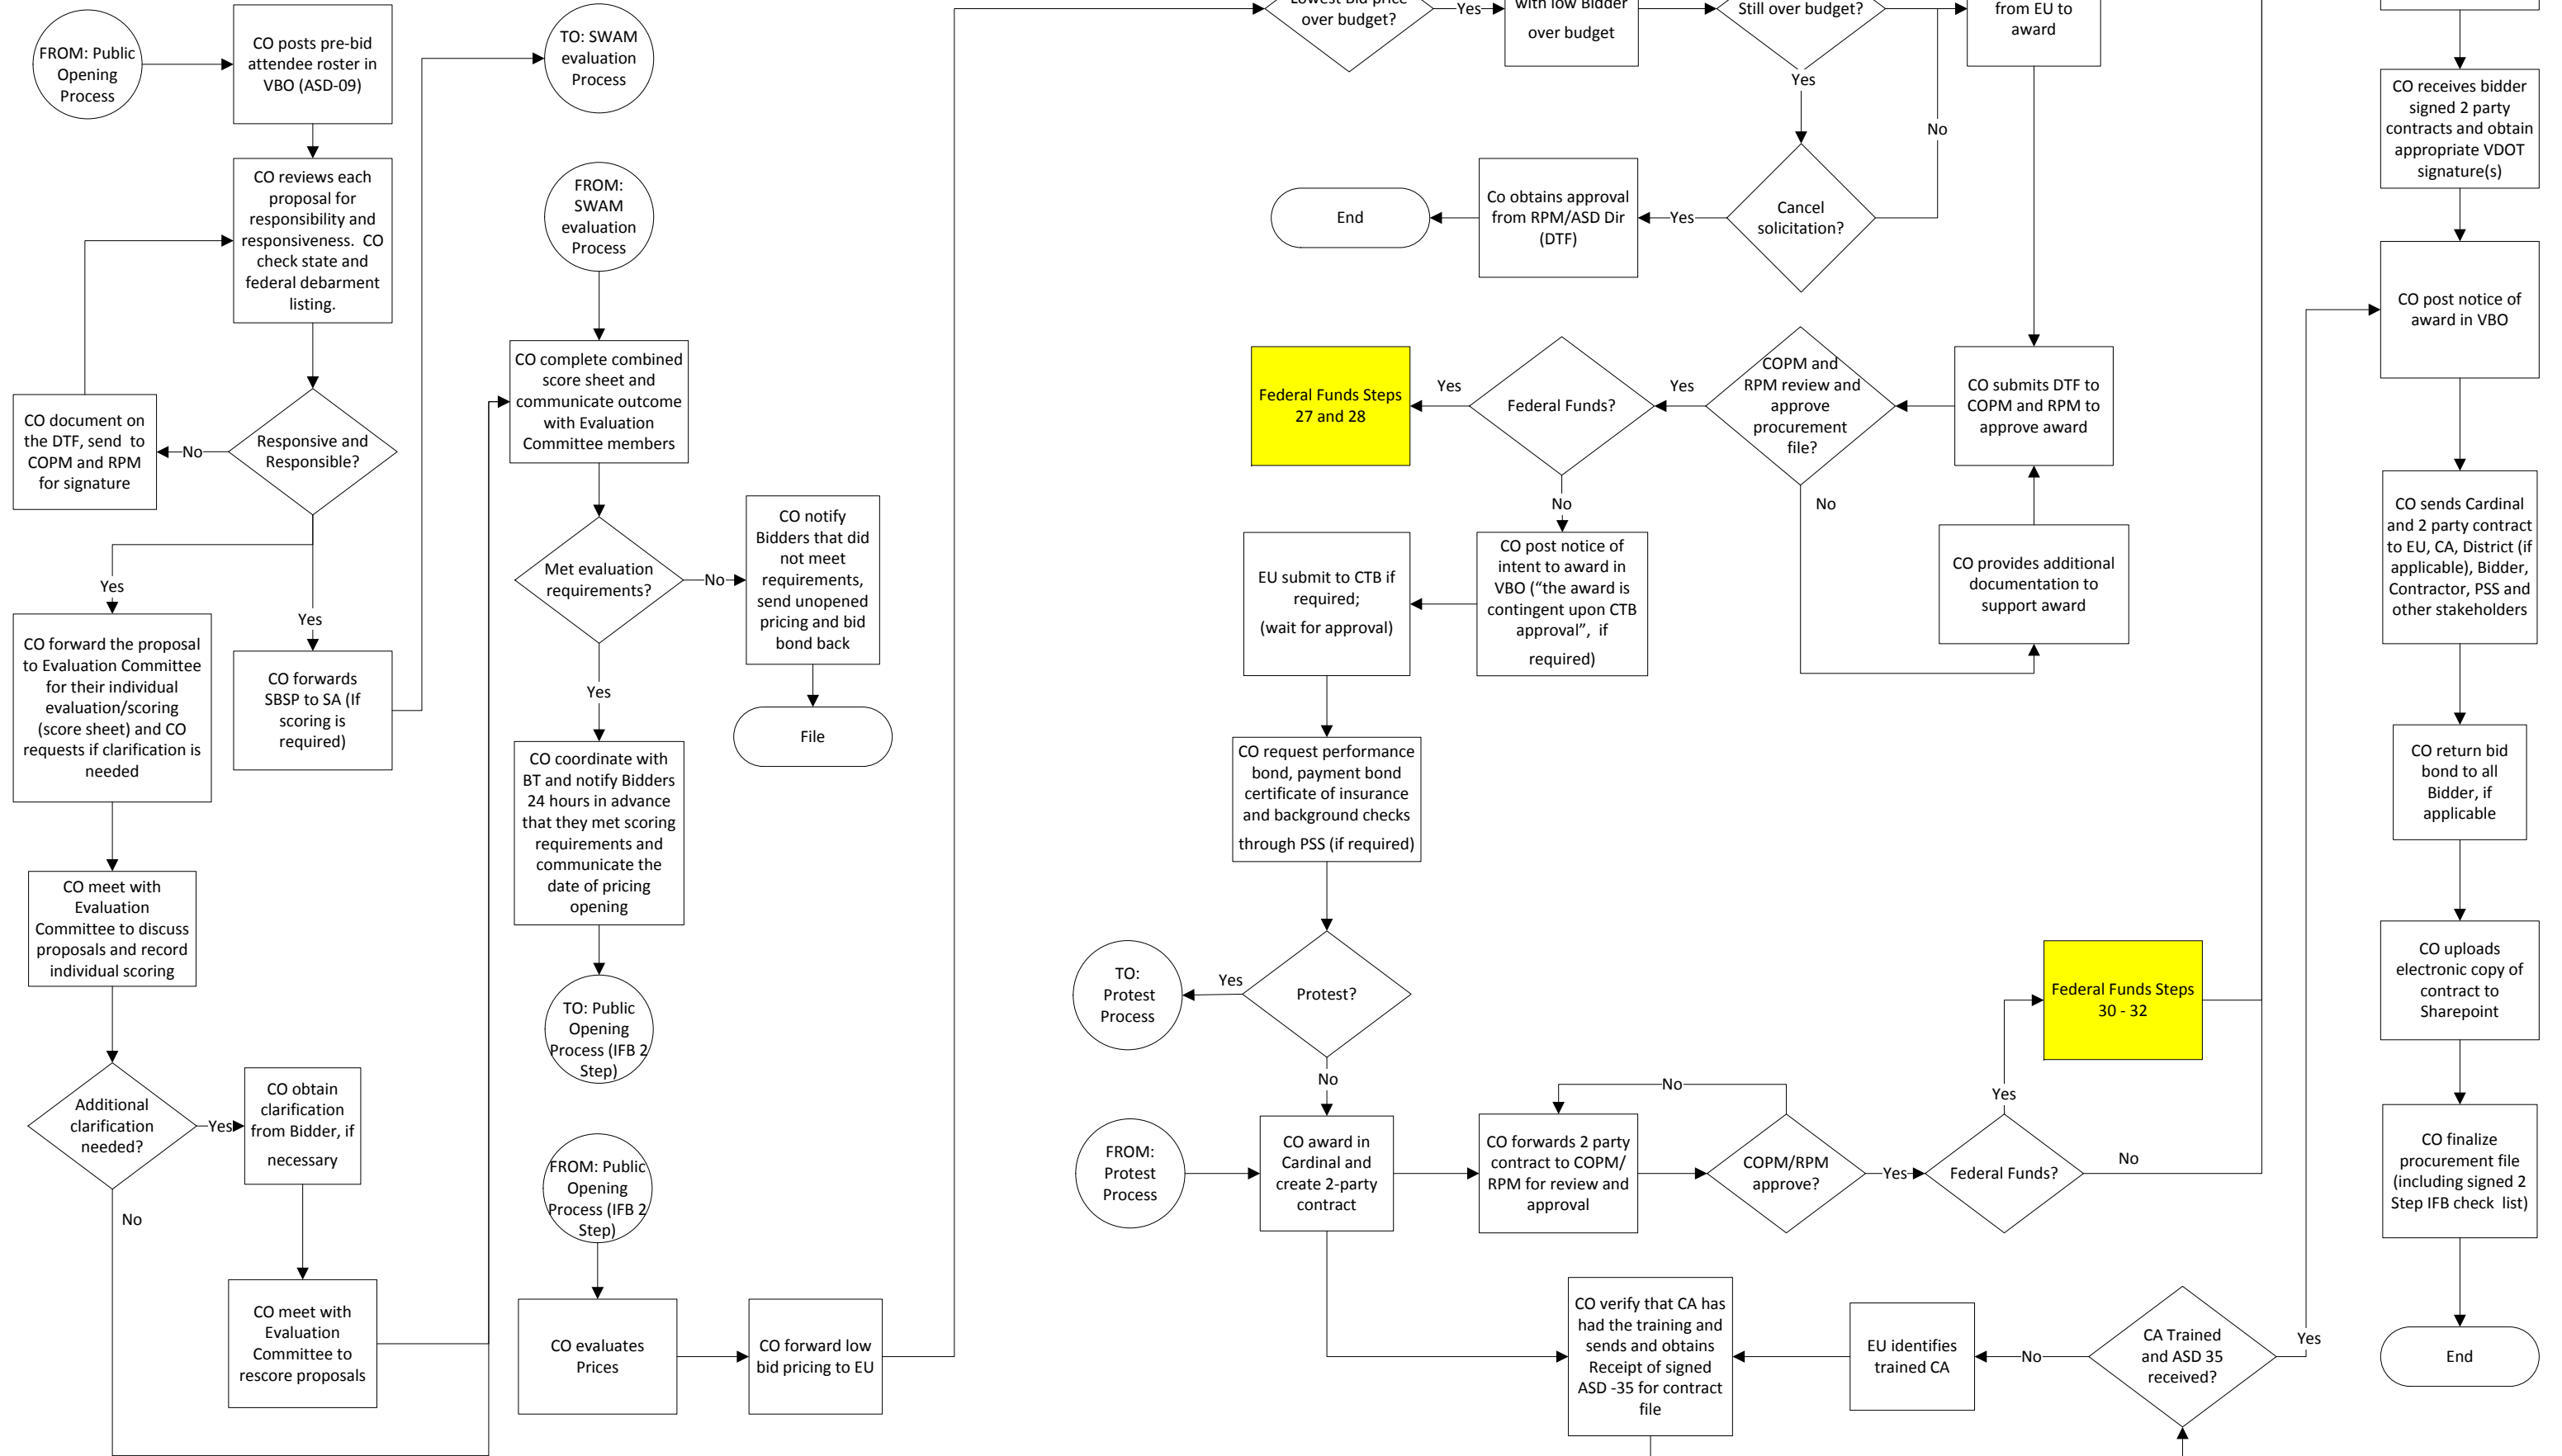 FROM: Public
Opening
Process
CO posts pre-bid
attendee roster in
VBO (ASD-09)
CO reviews each
proposal for
responsibility and
responsiveness.  CO
check state and
federal debarment
listing.
Responsive and
Responsible?
No
CO document on
the DTF, send  to
COPM and RPM
for signature
Yes
Yes
CO forward the proposal
to Evaluation Committee
for their individual
evaluation/scoring
(score sheet) and CO
requests if clarification is
needed
CO forwards
SBSP to SA (If
scoring is
required)
CO meet with
Evaluation
Committee to discuss
proposals and record
individual scoring
Additional
clarification
needed?
Yes
CO obtain
clarification
from Bidder, if
necessary
No
CO meet with
Evaluation
Committee to
rescore proposals
TO: SWAM
evaluation
Process
FROM:
SWAM
evaluation
Process
CO complete combined
score sheet and
communicate outcome
with Evaluation
Committee members
Met evaluation
requirements?
No
CO notify
Bidders that did
not meet
requirements,
send unopened
pricing and bid
bond back
File
Yes
CO coordinate with
BT and notify Bidders
24 hours in advance
that they met scoring
requirements and
communicate the
date of pricing
opening
TO: Public
Opening
Process (IFB 2
Step)
FROM: Public
Opening
Process (IFB 2
Step)
CO evaluates
Prices
CO forward low
bid pricing to EU
Lowest Bid price
over budget?
Yes
with low Bidder
over budget
Still over budget?
from EU to
award
Yes
No
Cancel
solicitation?
Yes
Co obtains approval
from RPM/ASD Dir
(DTF)
End
CO submits DTF to
COPM and RPM to
approve award
COPM and
RPM review and
approve
procurement
file?
Yes
Federal Funds?
Yes
Federal Funds Steps
27 and 28
No
No
CO provides additional
documentation to
support award
CO post notice of
intent to award in
VBO (“the award is
contingent upon CTB
approval”,  if
required)
EU submit to CTB if
required;
(wait for approval)
CO request performance
bond, payment bond
certificate of insurance
and background checks
through PSS (if required)
Protest?
Yes
TO:
Protest
Process
No
FROM:
Protest
Process
CO award in
Cardinal and
create 2-party
contract
CO forwards 2 party
contract to COPM/
RPM for review and
approval
No
COPM/RPM
approve?
Yes
Federal Funds?
Yes
Federal Funds Steps
30 - 32
No
CO verify that CA has
had the training and
sends and obtains
Receipt of signed
ASD -35 for contract
file
EU identifies
trained CA
No
CA Trained
and ASD 35
received?
Yes
CO receives bidder
signed 2 party
contracts and obtain
appropriate VDOT
signature(s)
CO post notice of
award in VBO
CO sends Cardinal
and 2 party contract
to EU, CA, District (if
applicable), Bidder,
Contractor, PSS and
other stakeholders
CO return bid
bond to all
Bidder, if
applicable
CO uploads
electronic copy of
contract to
Sharepoint
CO finalize
procurement file
(including signed 2
Step IFB check  list)
End